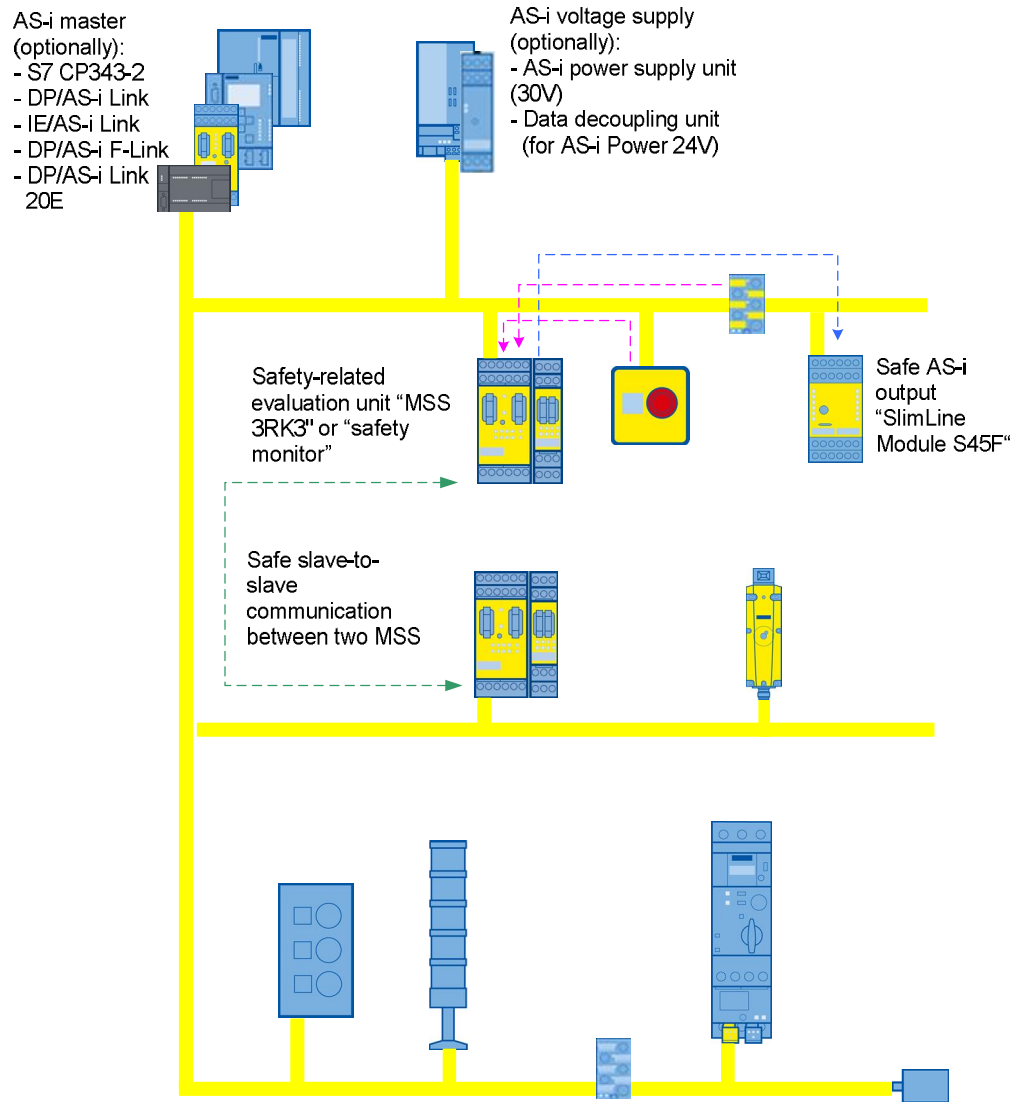 AS-i master
(optionally):
- S7 CP343-2
- DP/AS-i Link
- IE/AS-i Link
- DP/AS-i F-Link
- DP/AS-i Link
20E
AS-i voltage supply
(optionally):
- AS-i power supply unit
(30V)
- Data decoupling unit
(for AS-i Power 24V)
Safety-related
evaluation unit “MSS
3RK3" or “safety
monitor”
Safe AS-i
output
“SlimLine
Module S45F“
Safe slave-to-
slave
communication
between two MSS